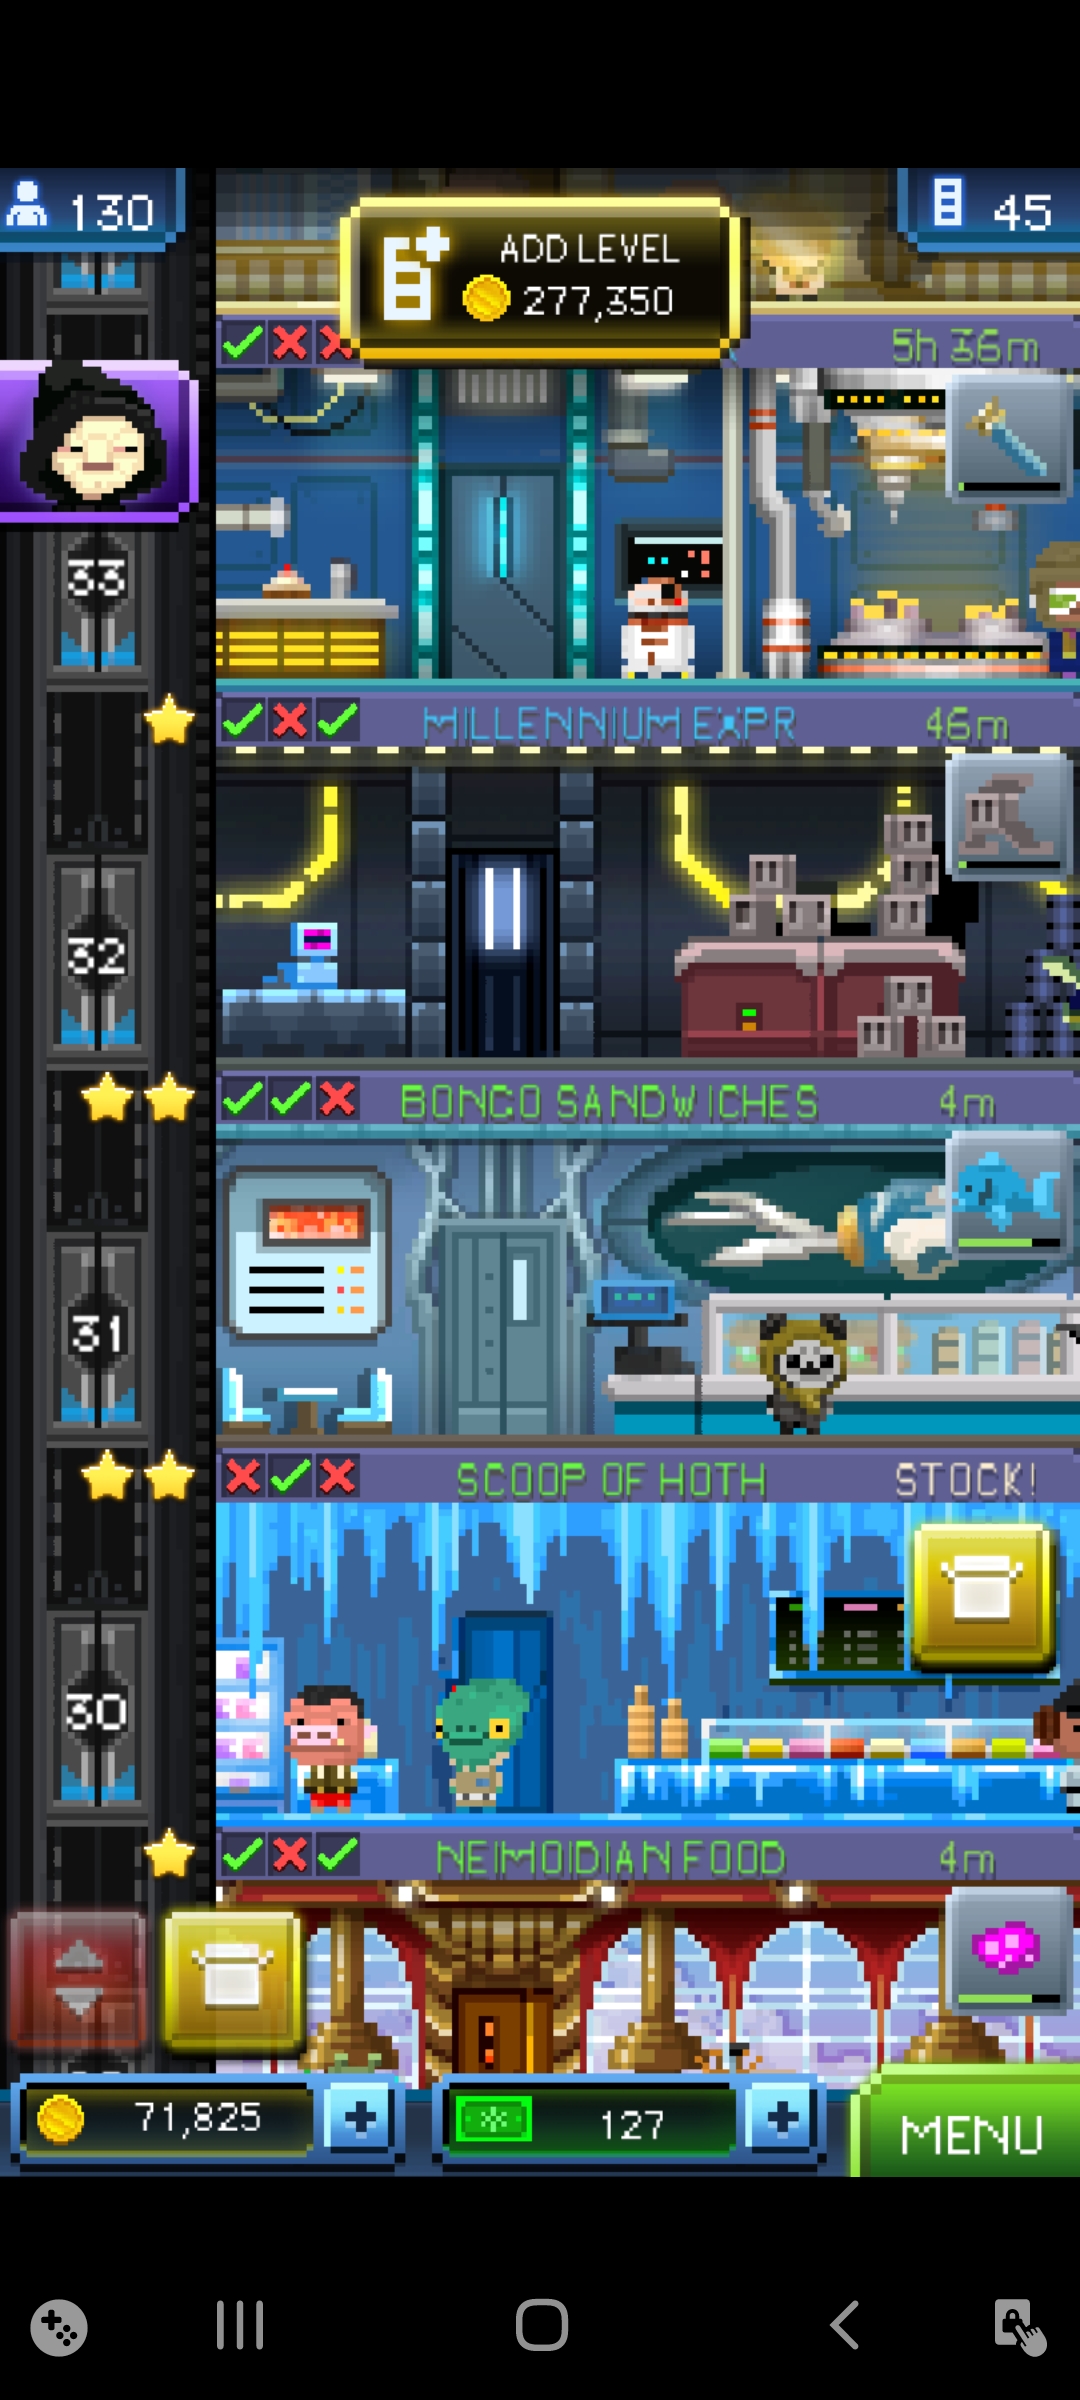 130
45
ADD LEVEL
277,350
5h 36m
33
MILLENNIUM EXPR
46m
32
BONGO SANDWICHES
4m
31
SCOOP OF HOTH
STOCK!
30
NEIMOIDIAN FOOD
4m
71,825
127
MENU